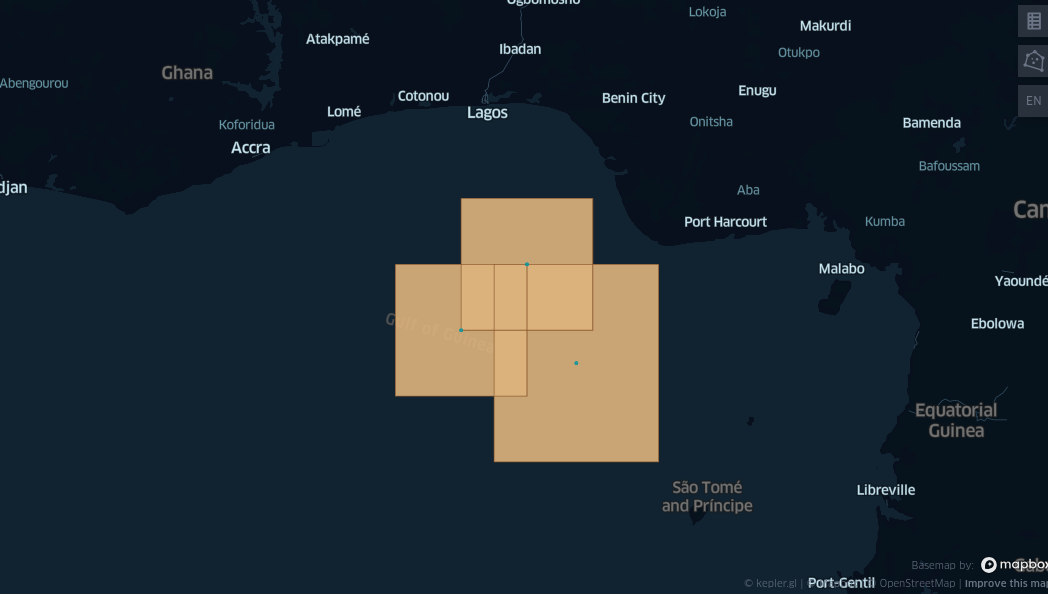 Ogbomosho
Lokoja
Makurdi
Atakpamé
Ibadan
Otukpo
Ghana
Abengourou
Enugu
Cotonou
Benin City
Lomé
Lagos
EN
Koforidua
Onitsha
Bamenda
Accra
Bafoussam
djan
Aba
Can
Port Harcourt
Kumba
Malabo
Yaoundé
Gulf of Guinea
Ebolowa
Equatorial
Guinea
São Tomé
and Príncipe
Libreville
Basemap by:
mapbox
Port-Gentil
© kepler.gl |
OpenStreetMap | Improve this map